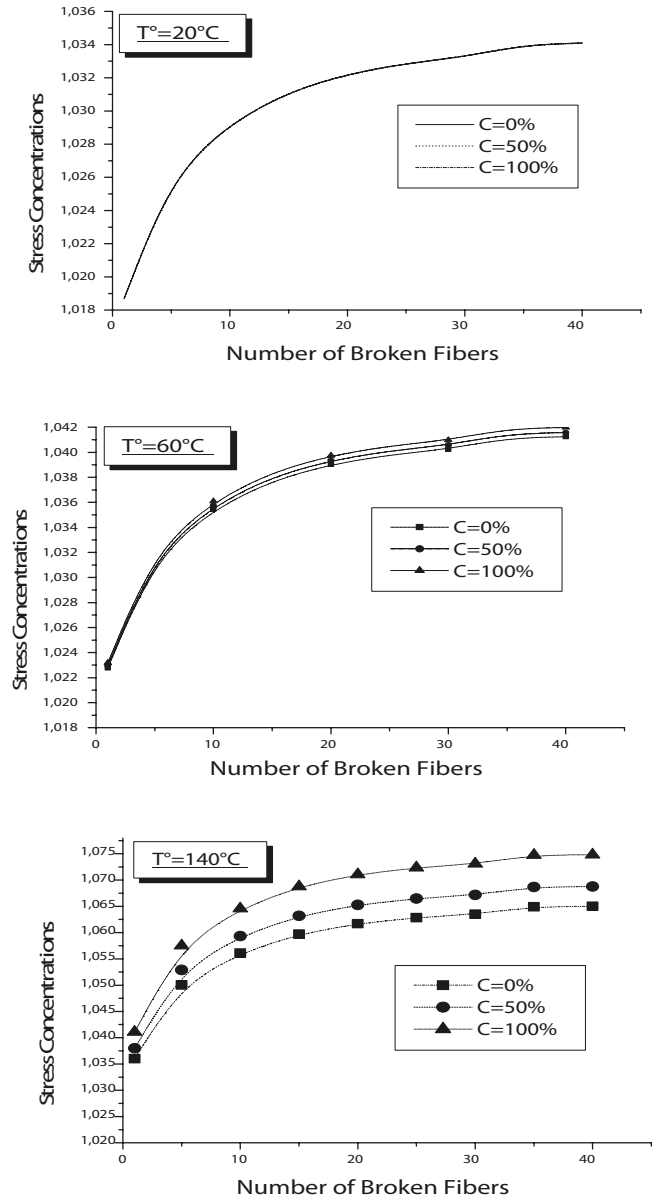 1,036
T°=20°C
1,034
1,032
1,030
1,028
1,026
1,024
1,022
1,020
1,018
Stress Concentrations
C=0%
C=50%
C=100%
0
10
20
30
40
Number of Broken Fibers
1,042
T°=60°C
1,040
1,038
1,036
1,034
1,032
1,030
1,028
1,026
1,024
1,022
1,020
1,018
Stress Concentrations
C=0%
C=50%
C=100%
0
10
20
30
40
Number of Broken Fibers
T°=140°C
1,075
1,070
1,065
1,060
1,055
1,050
1,045
1,040
1,035
1,030
1,025
1,020
Stress Concentrations
C=0%
C=50%
C=100%
0
10
20
30
40
Number of Broken Fibers